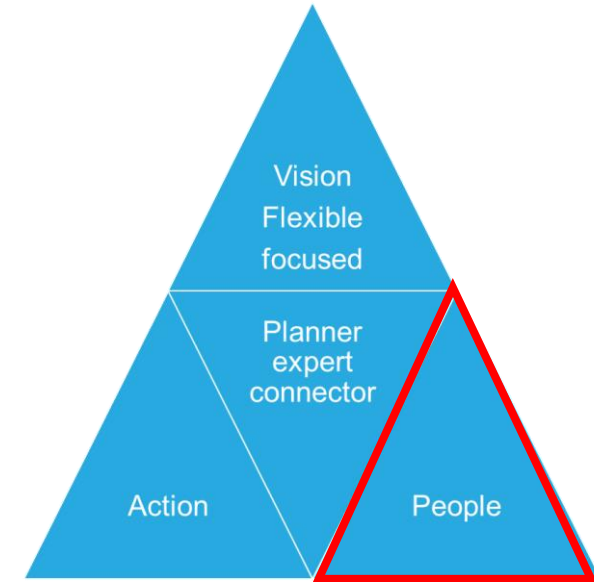 Vision
Flexible
focused
Planner
expert
connector
Action
People